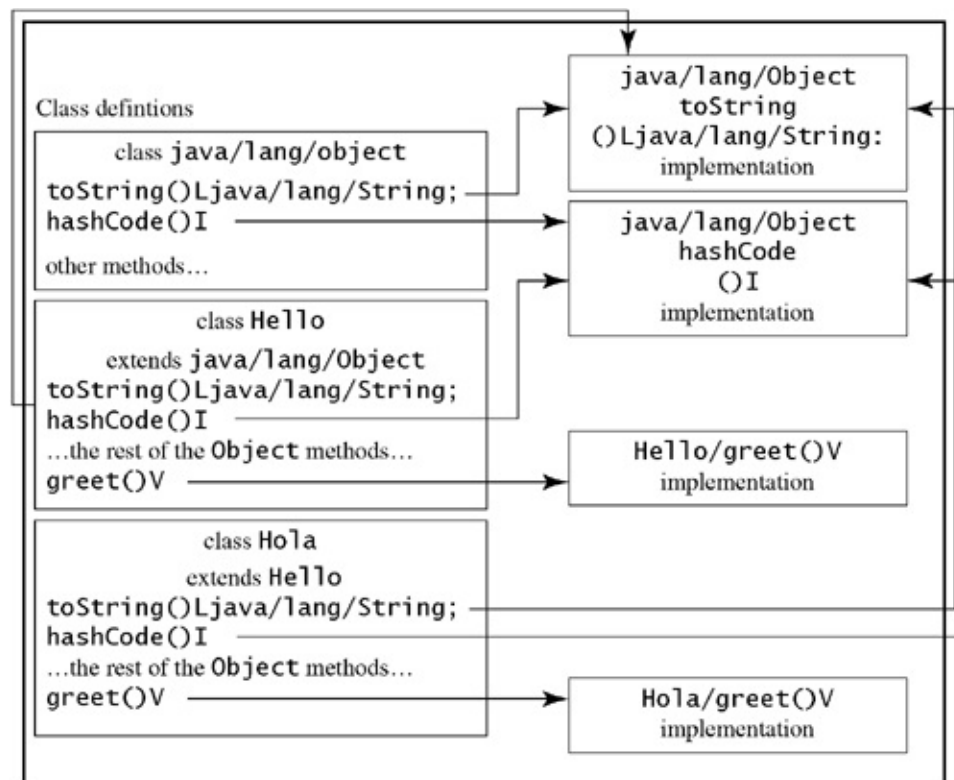 Class defintions
class java/lang/object
toString()Ljava/lang/String;
hashCode()I
other methods…
class Hello
extends java/lang/Object
toString()Ljava/lang/String;
hashCode()I
…the rest of the Object methods…
greet()V
class Hola
extends Hello
toString()Ljava/lang/String;
hashCode()I
…the rest of the Object methods…
greet()V
java/lang/Object
toString
()Ljava/lang/String:
implementation
java/lang/Object
hashCode
()I
implementation
Hello/greet()V
implementation
Hola/greet()V
implementation